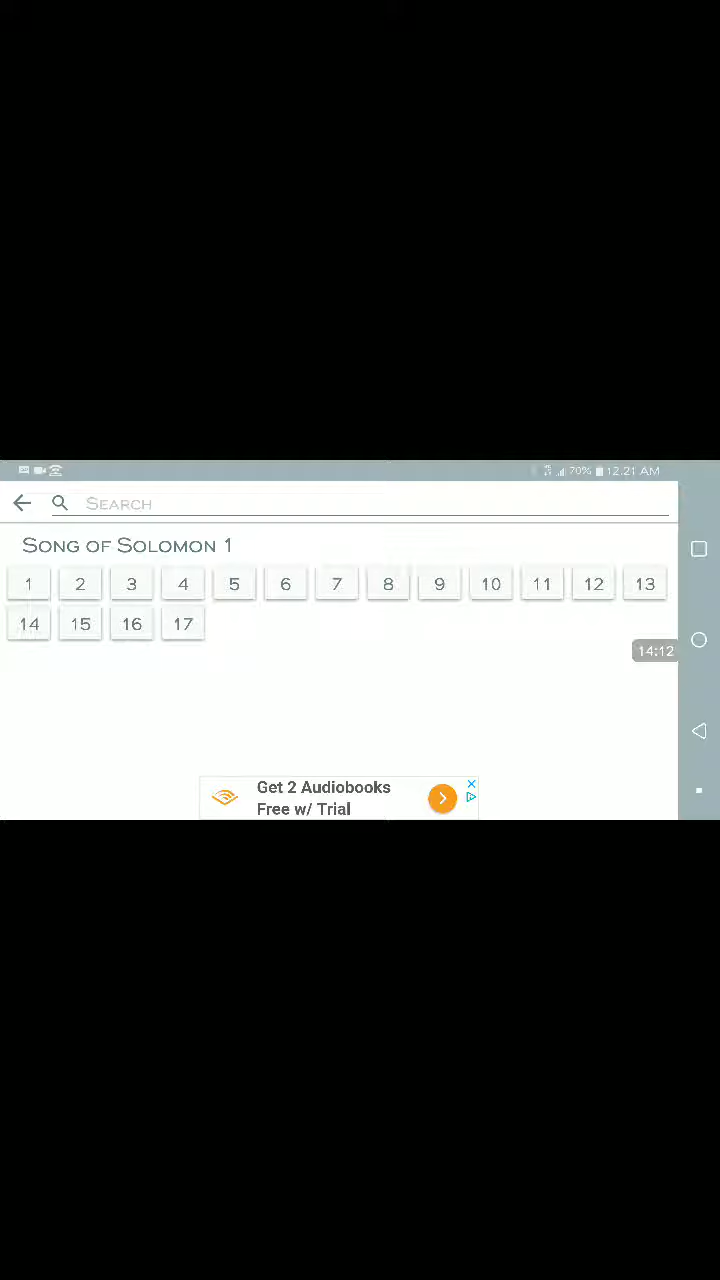 70% 12.21 AM
Search
Song of Solomon 1
1 2 3 4 5 6 7 8 9 10 11 12 13
14 15 16 17
14:12
Get 2 Audiobooks
Free w/ Trial